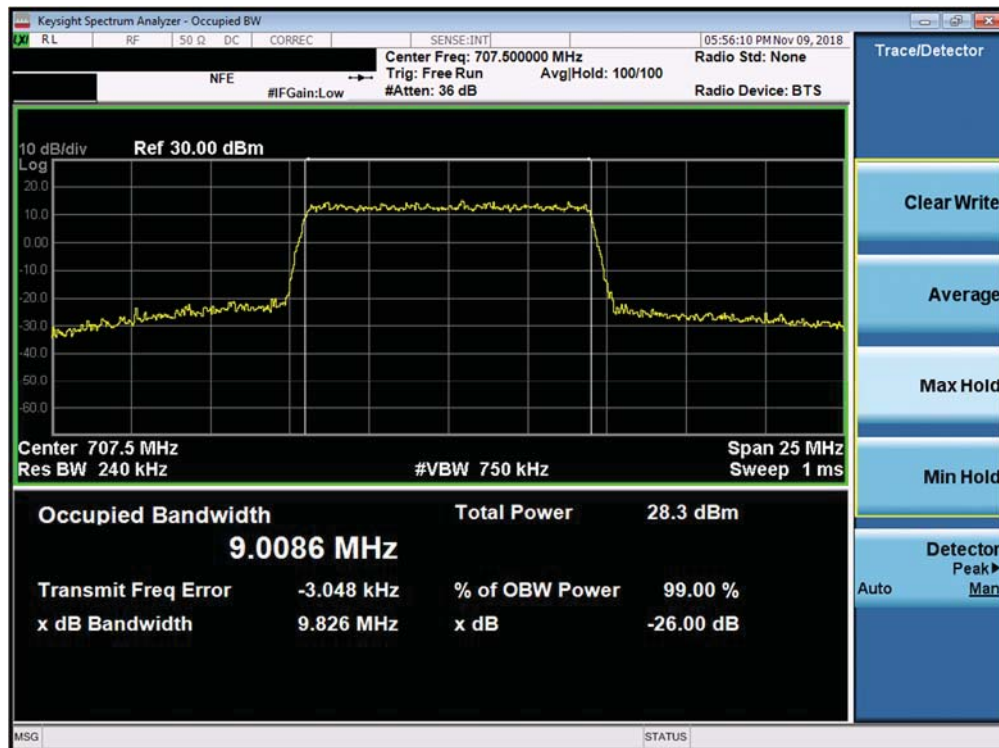 Keysight Spectrum Analyzer - Occupied BW
LXI RL RF 50 Ω DC CORREC SENSE:INT 05:56:10 PM Nov 09, 2018
Center Freq: 707.500000 MHz Radio Std: None
NFE Trig: Free Run Avg|Hold: 100/100
#IFGain:Low #Atten: 36 dB Radio Device: BTS
Trace/Detector
10 dB/div Ref 30.00 dBm
Log
20.0
10.0
0.00
-10.0
-20.0
-30.0
-40.0
-50.0
-60.0
Center 707.5 MHz Span 25 MHz
Res BW 240 kHz #VBW 750 kHz Sweep 1 ms
Occupied Bandwidth Total Power 28.3 dBm
9.0086 MHz
Transmit Freq Error -3.048 kHz % of OBW Power 99.00 %
x dB Bandwidth 9.826 MHz x dB -26.00 dB
Clear Write
Average
Max Hold
Min Hold
Detector
Peak▶
Auto Man
MSG STATUS